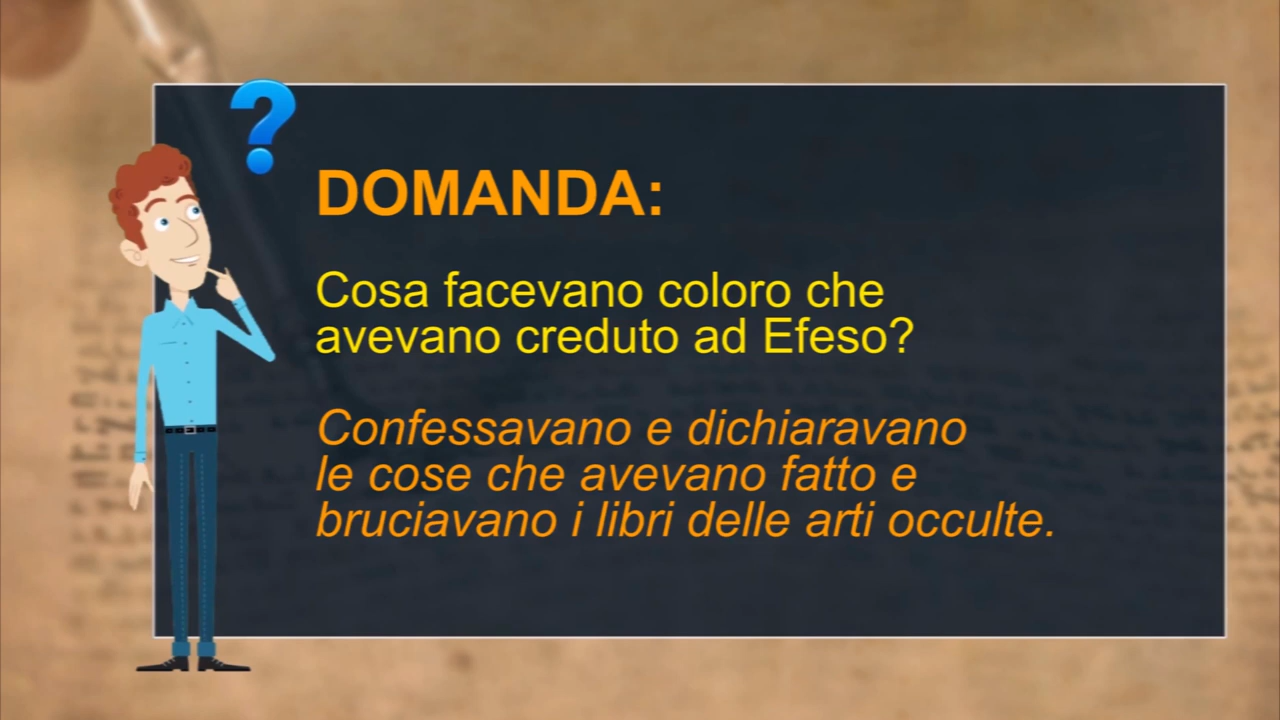 ?
DOMANDA:
Cosa facevano coloro che
avevano creduto ad Efeso?
Confessavano e dichiaravano
le cose che avevano fatto e
bruciavano i libri delle arti occulte.